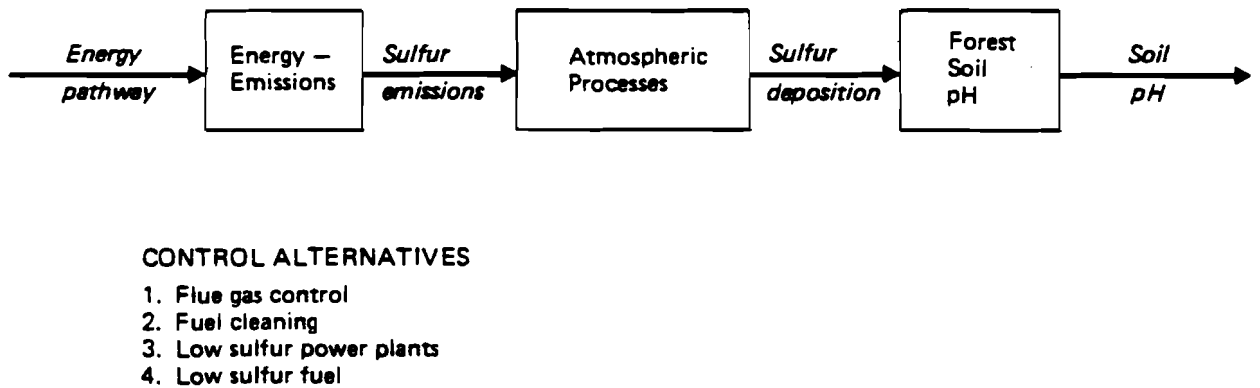 Energy
pathway
Energy –
Emissions
Sulfur
emissions
Atmospheric
Processes
Sulfur
deposition
Forest
Soil
pH
Soil
pH
CONTROL ALTERNATIVES
1. Flue gas control
2. Fuel cleaning
3. Low sulfur power plants
4. Low sulfur fuel